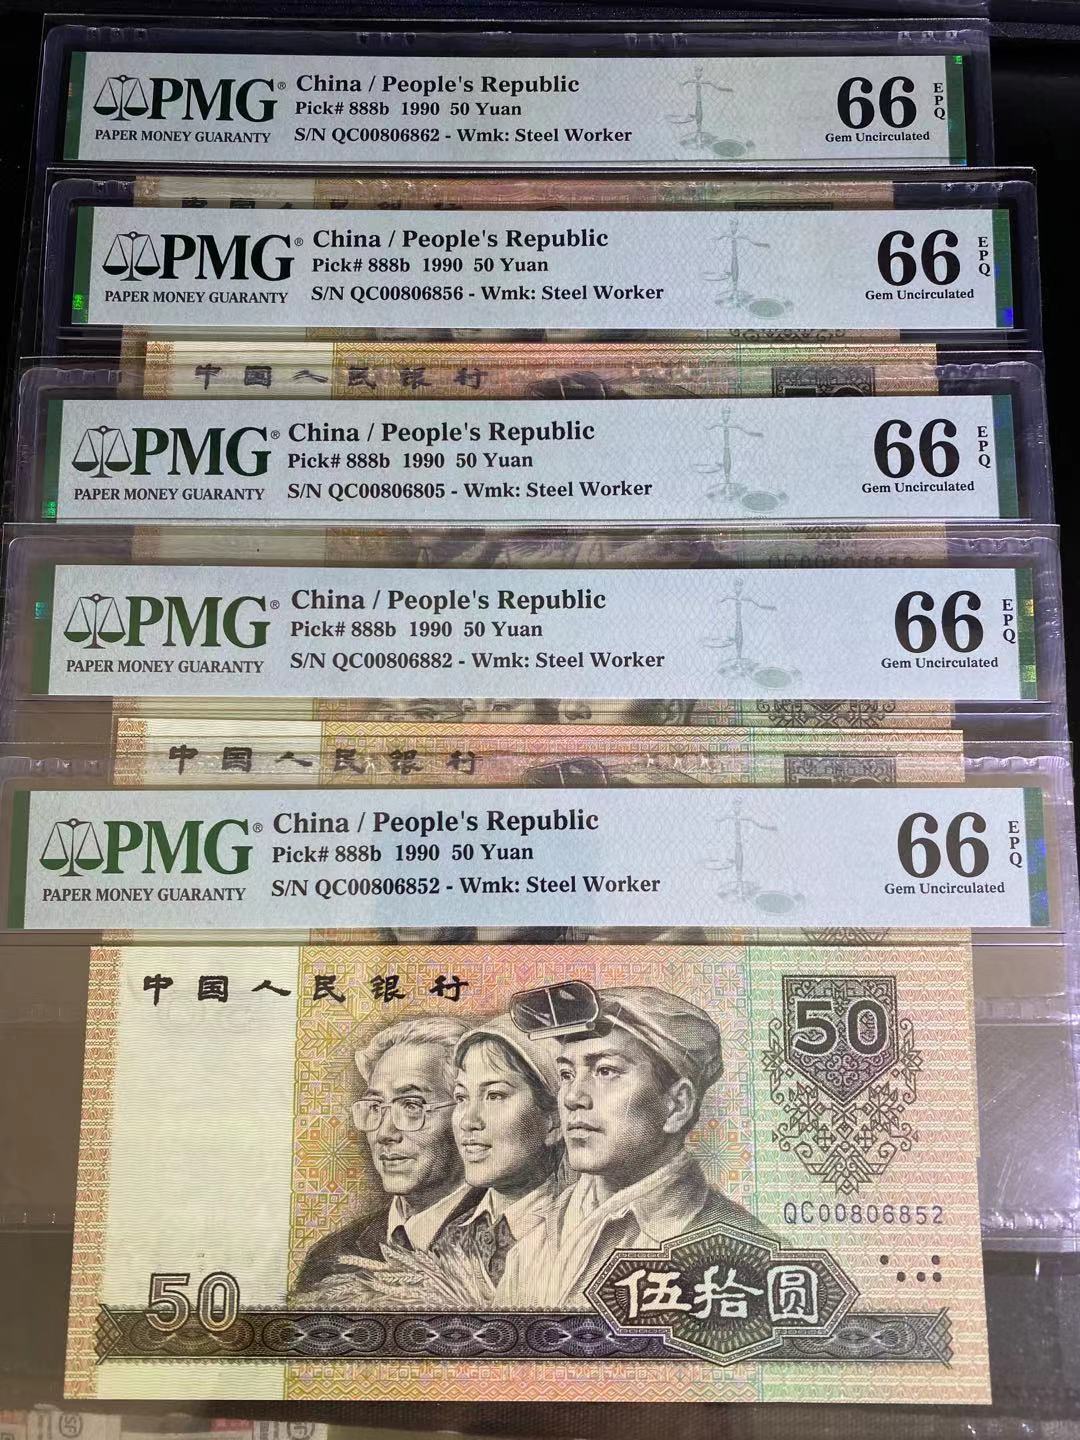 PMG®
PAPER MONEY GUARANTY
China / People's Republic
Pick# 888b 1990 50 Yuan
S/N QC00806862 - Wmk: Steel Worker
66 EPQ
Gem Uncirculated
PMG®
PAPER MONEY GUARANTY
China / People's Republic
Pick# 888b 1990 50 Yuan
S/N QC00806856 - Wmk: Steel Worker
66 EPQ
Gem Uncirculated
中国人民银行
PMG®
PAPER MONEY GUARANTY
China / People's Republic
Pick# 888b 1990 50 Yuan
S/N QC00806805 - Wmk: Steel Worker
66 EPQ
Gem Uncirculated
PMG®
PAPER MONEY GUARANTY
China / People's Republic
Pick# 888b 1990 50 Yuan
S/N QC00806882 - Wmk: Steel Worker
66 EPQ
Gem Uncirculated
中国人民银行
PMG®
PAPER MONEY GUARANTY
China / People's Republic
Pick# 888b 1990 50 Yuan
S/N QC00806852 - Wmk: Steel Worker
66 EPQ
Gem Uncirculated
中国人民银行
50
QC00806852
50
伍拾圆